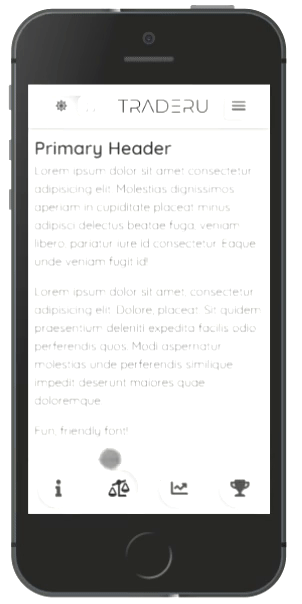 TRADERU
Primary Header
Lorem ipsum dolor sit amet consectetur
adipisicing elit. Molestias dignissimos
aperiam in cupiditate placeat minus
adipisci delectus beatae fuga, veniam
libero, pariatur iure id consectetur. Eaque
unde veniam fugit id!
Lorem ipsum dolor sit amet, consectetur
adipisicing elit. Dolore, placeat. Sit quidem
praesentium deleniti expedita facilis odio
perferendis quos. Modi aspernatur
molestias unde perferendis similique
impedit deserunt maiores quae
doloremque.
Fun, friendly font!